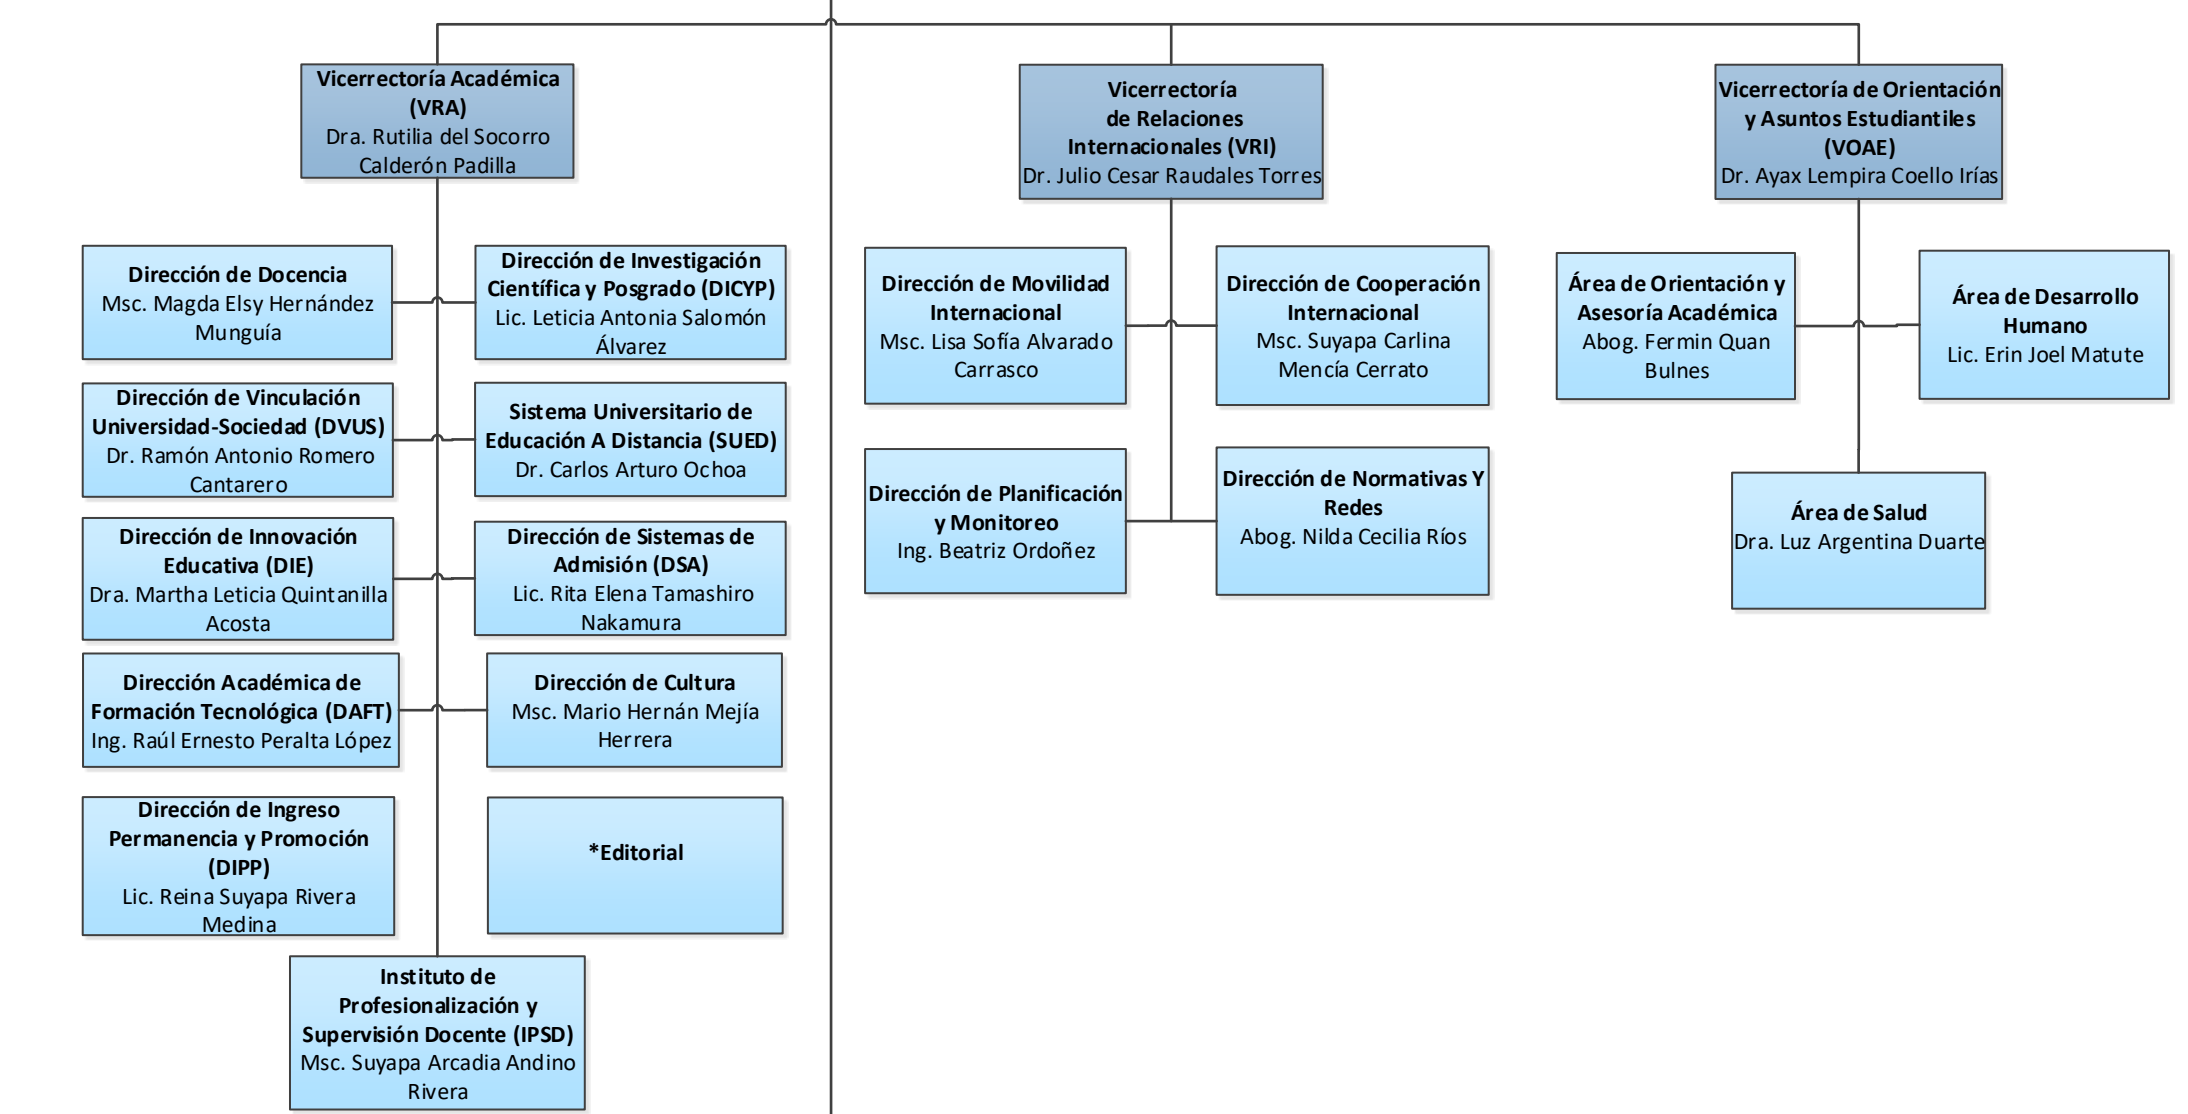 Vicerrectoría Académica
(VRA)
Dra. Rutilia del Socorro
Calderón Padilla
Vicerrectoría
de Relaciones
Internacionales (VRI)
Dr. Julio Cesar Raudales Torres
Vicerrectoría de Orientación
y Asuntos Estudiantiles
(VOAE)
Dr. Ayax Lempira Coello Irías
Dirección de Docencia
Msc. Magda Elsy Hernández
Munguía
Dirección de Investigación
Científica y Posgrado (DICYP)
Lic. Leticia Antonia Salomón
Álvarez
Dirección de Vinculación
Universidad-Sociedad (DVUS)
Dr. Ramón Antonio Romero
Cantarero
Sistema Universitario de
Educación A Distancia (SUED)
Dr. Carlos Arturo Ochoa
Dirección de Innovación
Educativa (DIE)
Dra. Martha Leticia Quintanilla
Acosta
Dirección de Sistemas de
Admisión (DSA)
Lic. Rita Elena Tamashiro
Nakamura
Dirección Académica de
Formación Tecnológica (DAFT)
Ing. Raúl Ernesto Peralta López
Dirección de Cultura
Msc. Mario Hernán Mejía
Herrera
Dirección de Ingreso
Permanencia y Promoción
(DIPP)
Lic. Reina Suyapa Rivera
Medina
*Editorial
Instituto de
Profesionalización y
Supervisión Docente (IPSD)
Msc. Suyapa Arcadia Andino
Rivera
Dirección de Movilidad
Internacional
Msc. Lisa Sofía Alvarado
Carrasco
Dirección de Cooperación
Internacional
Msc. Suyapa Carlina
Mencía Cerrato
Dirección de Planificación
y Monitoreo
Ing. Beatriz Ordoñez
Dirección de Normativas Y
Redes
Abog. Nilda Cecilia Ríos
Área de Orientación y
Asesoría Académica
Abog. Fermin Quan
Bulnes
Área de Desarrollo
Humano
Lic. Erin Joel Matute
Área de Salud
Dra. Luz Argentina Duarte